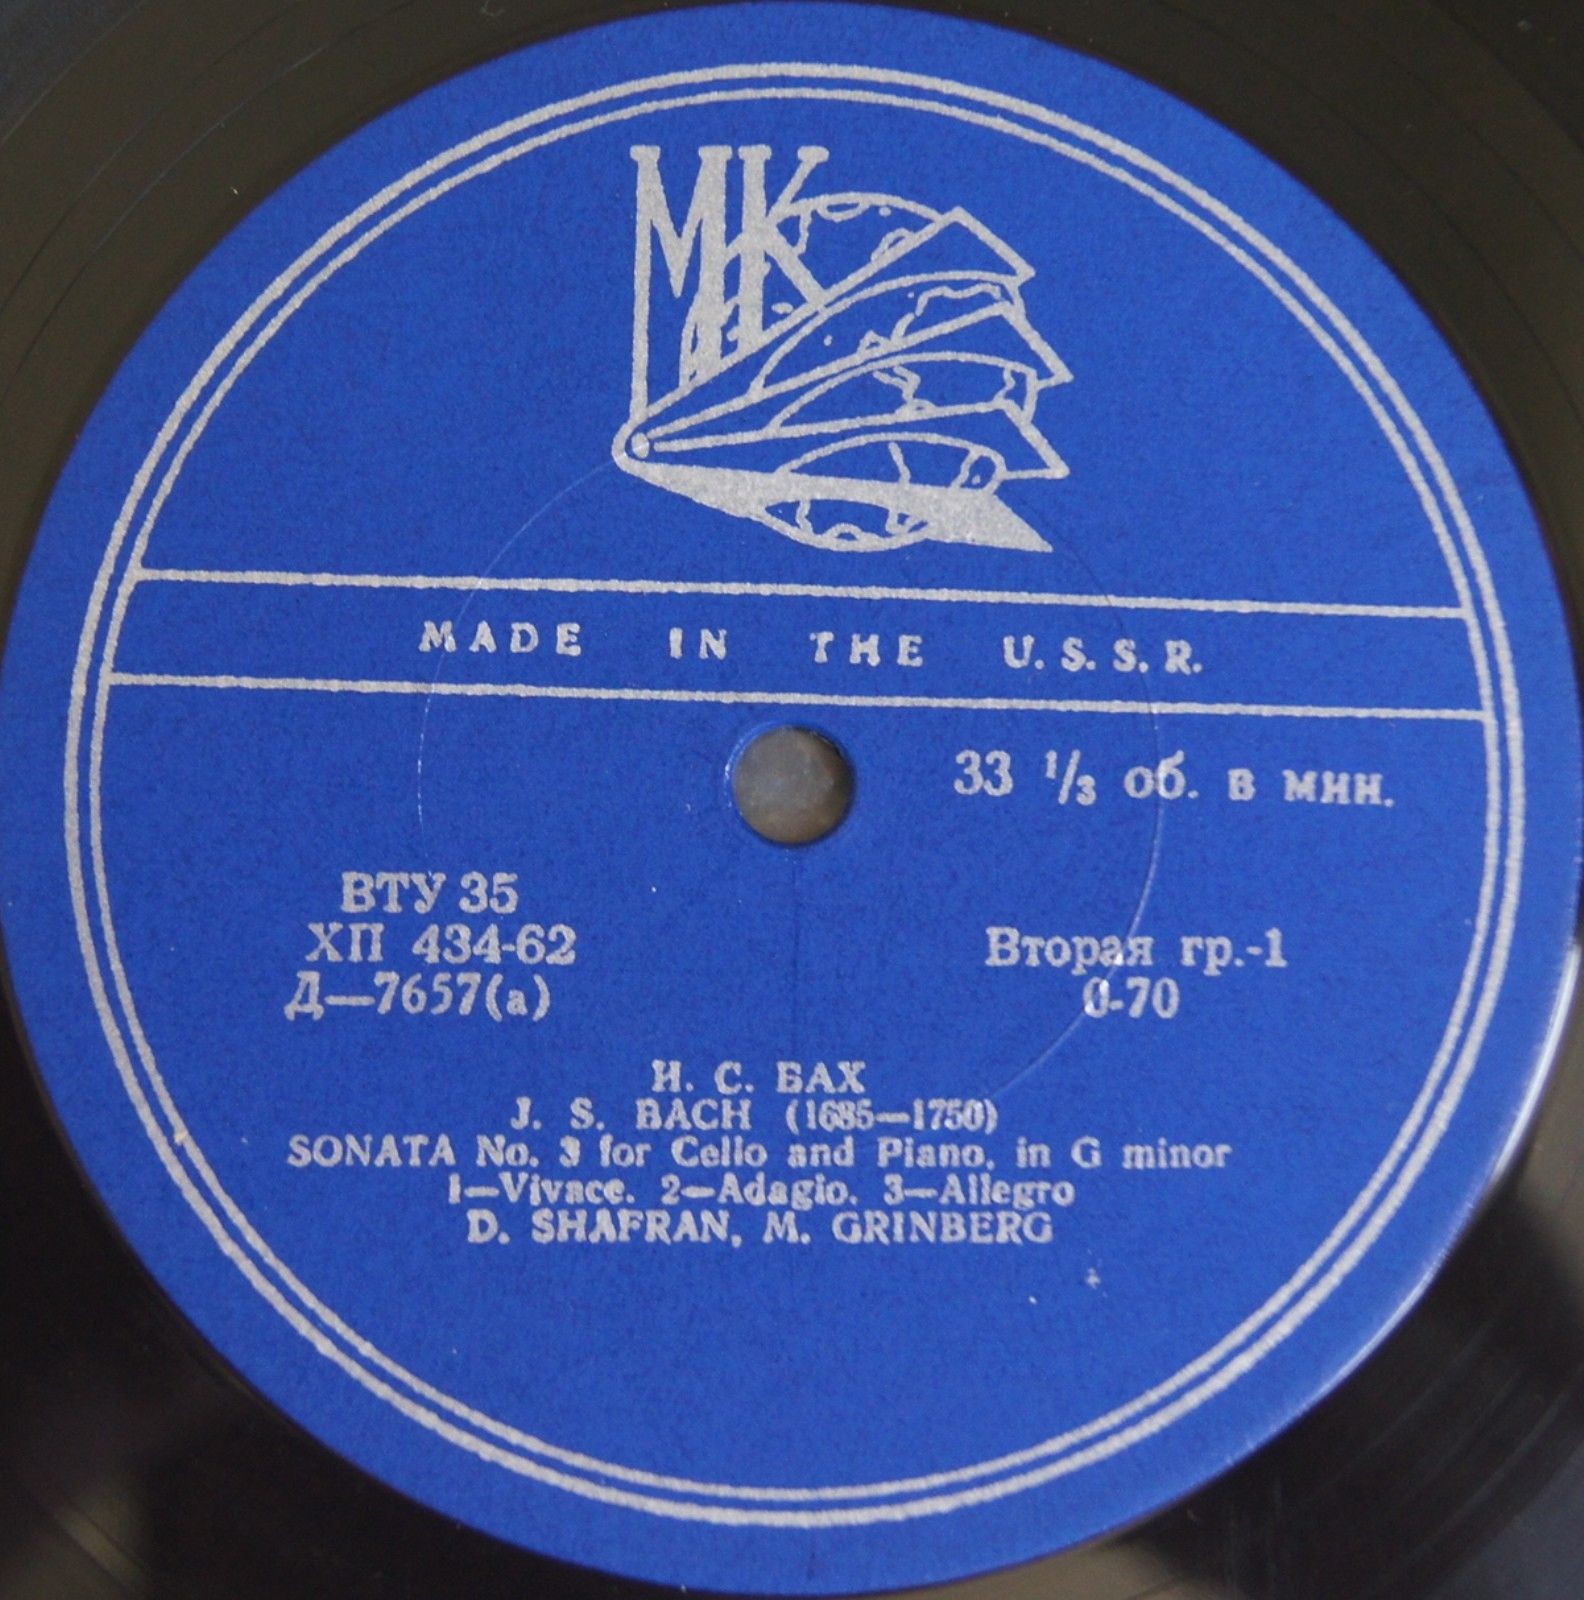 МК
MADE IN THE U.S.S.R.
33 1/3 об. в мин.
ВТУ 35
ХП 434-62
Д—7657(а)
Вторая гр.-1
0-70
И. С. БАХ
J. S. BACH (1685—1750)
SONATA No. 3 for Cello and Piano, in G minor
1—Vivace. 2—Adagio. 3—Allegro
D. SHAFRAN, M. GRINBERG